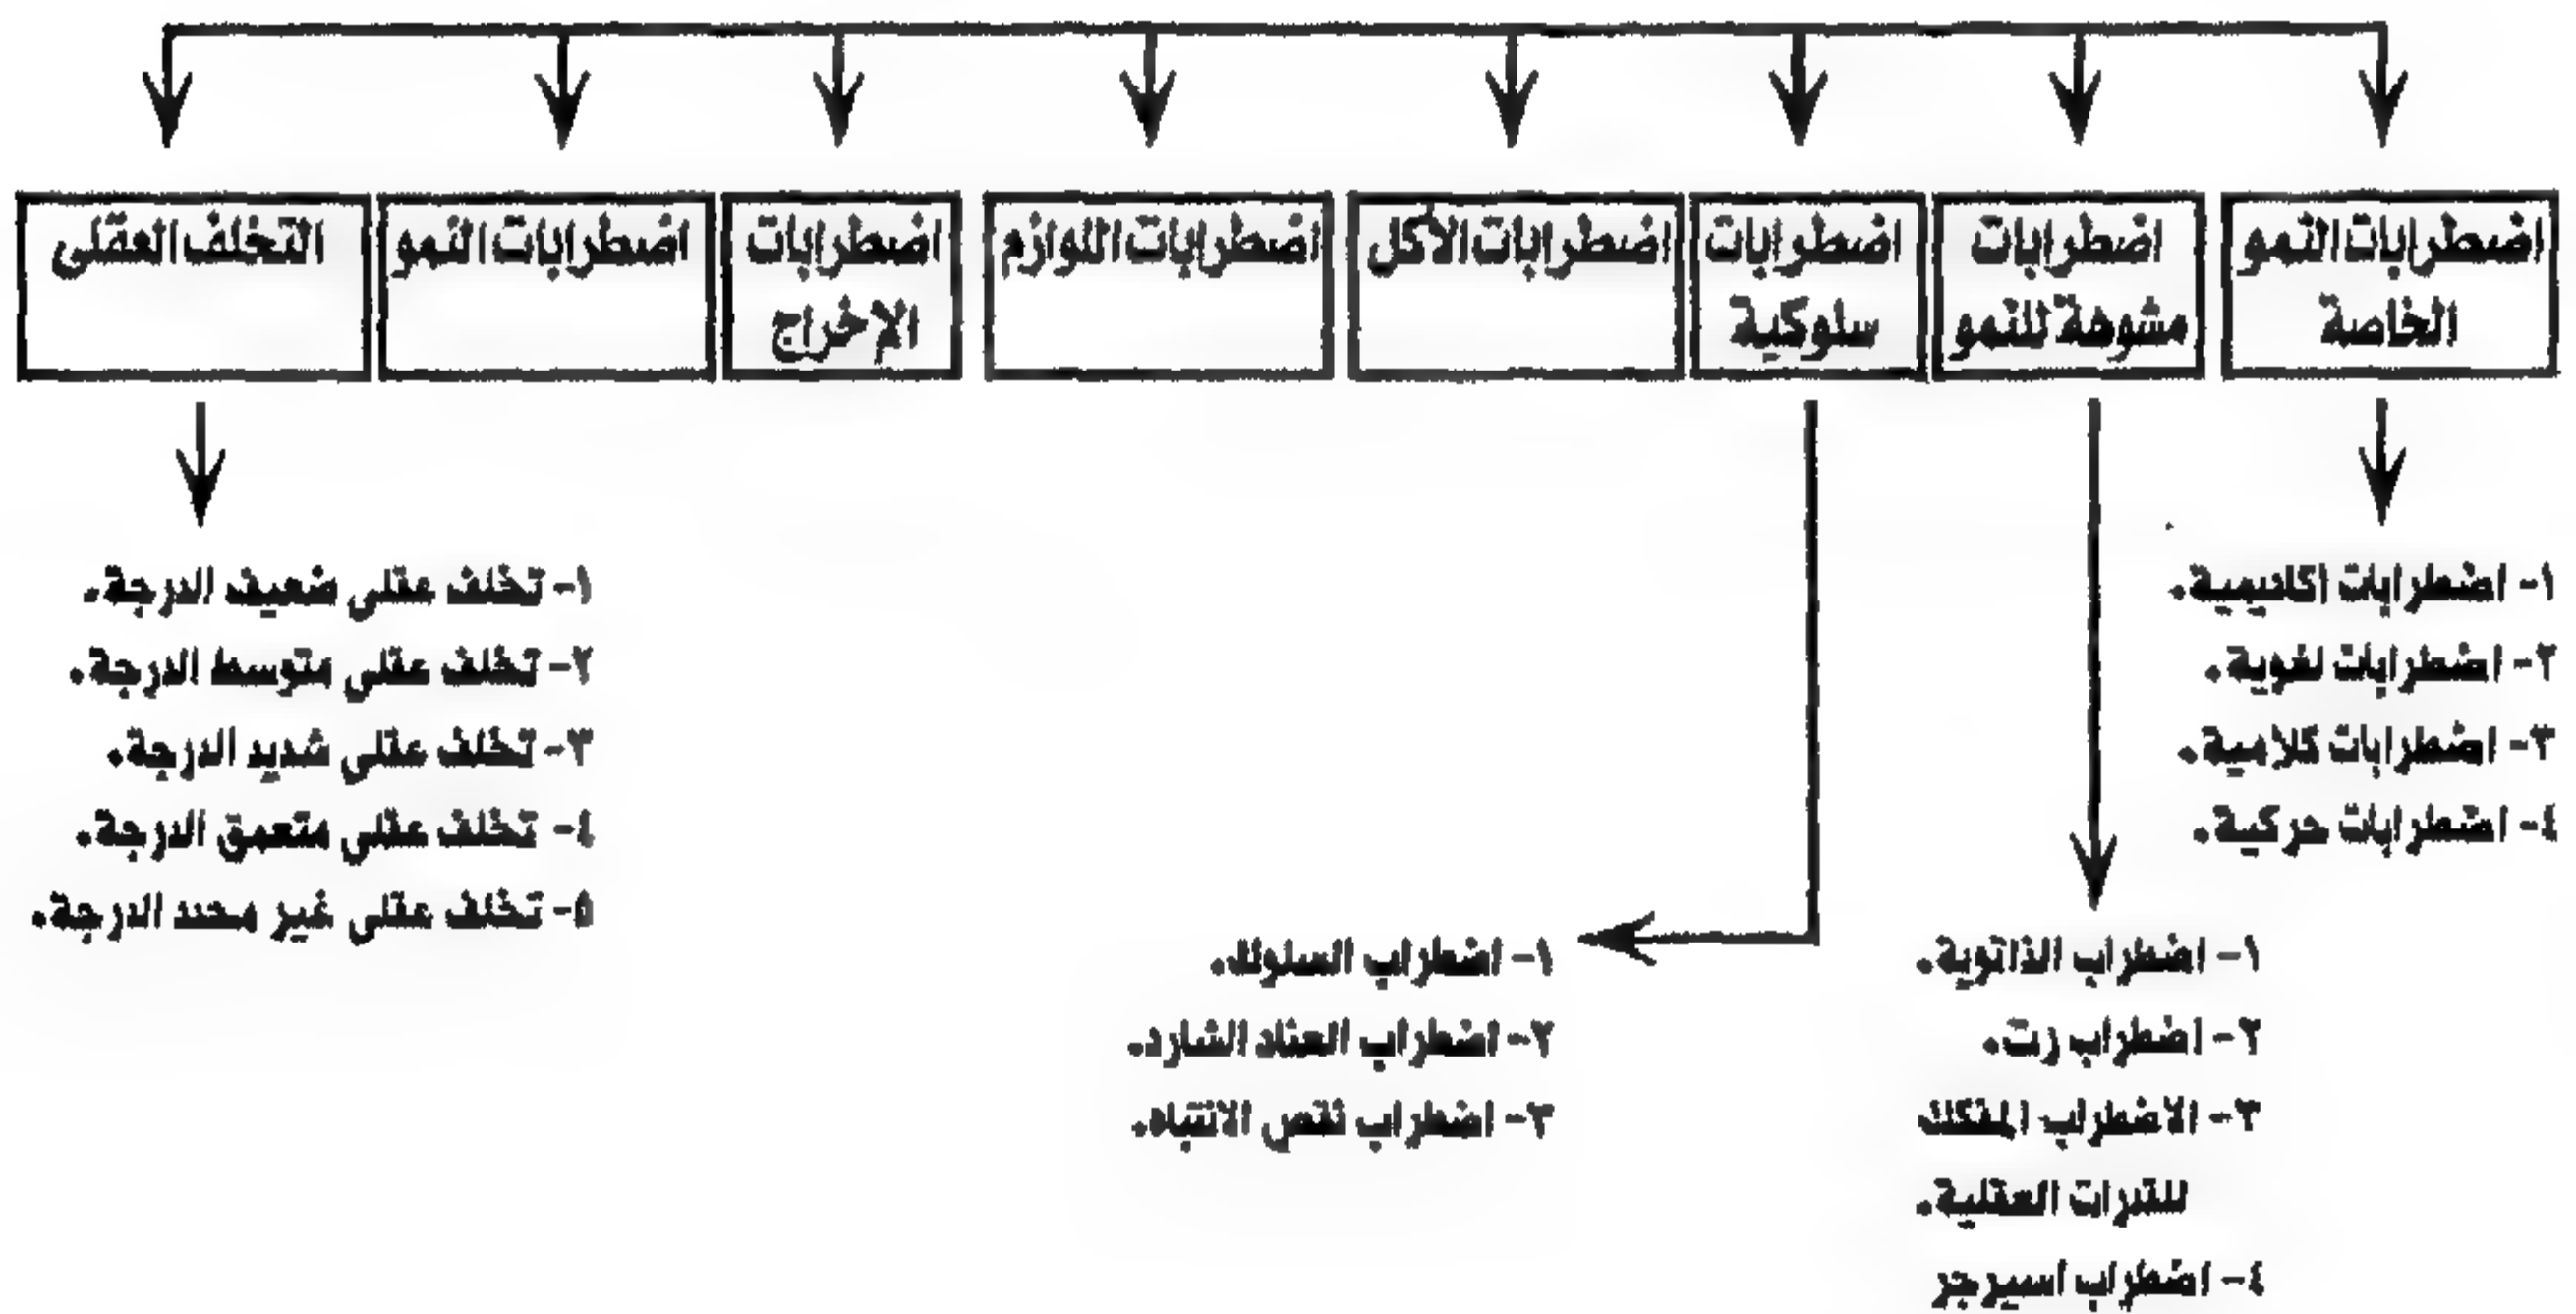 اضطرابات النمو
الخاصة
اضطرابات
مشوهة للنمو
اضطرابات
سلوكية
اضطرابات الأكل
اضطرابات اللوازم
اضطرابات
الإخراج
اضطرابات النمو
التخلف العقلى
١- اضطرابات اكاديمية.
٢- اضطرابات لغوية.
٣- اضطرابات كلامية.
٤- اضطرابات حركية.
١- اضطراب الذاتوية.
٢- اضطراب رت.
٣- الاضطراب المفكك
للقدرات العقلية.
٤- اضطراب اسبرجر
١- اضطراب السلوك.
٢- اضطراب العناد الشارد.
٣- اضطراب نقص الانتباه.
١- تخلف عقلى ضعيف الدرجة.
٢- تخلف عقلى متوسط الدرجة.
٣- تخلف عقلى شديد الدرجة.
٤- تخلف عقلى متعمق الدرجة.
٥- تخلف عقلى غير محدد الدرجة.